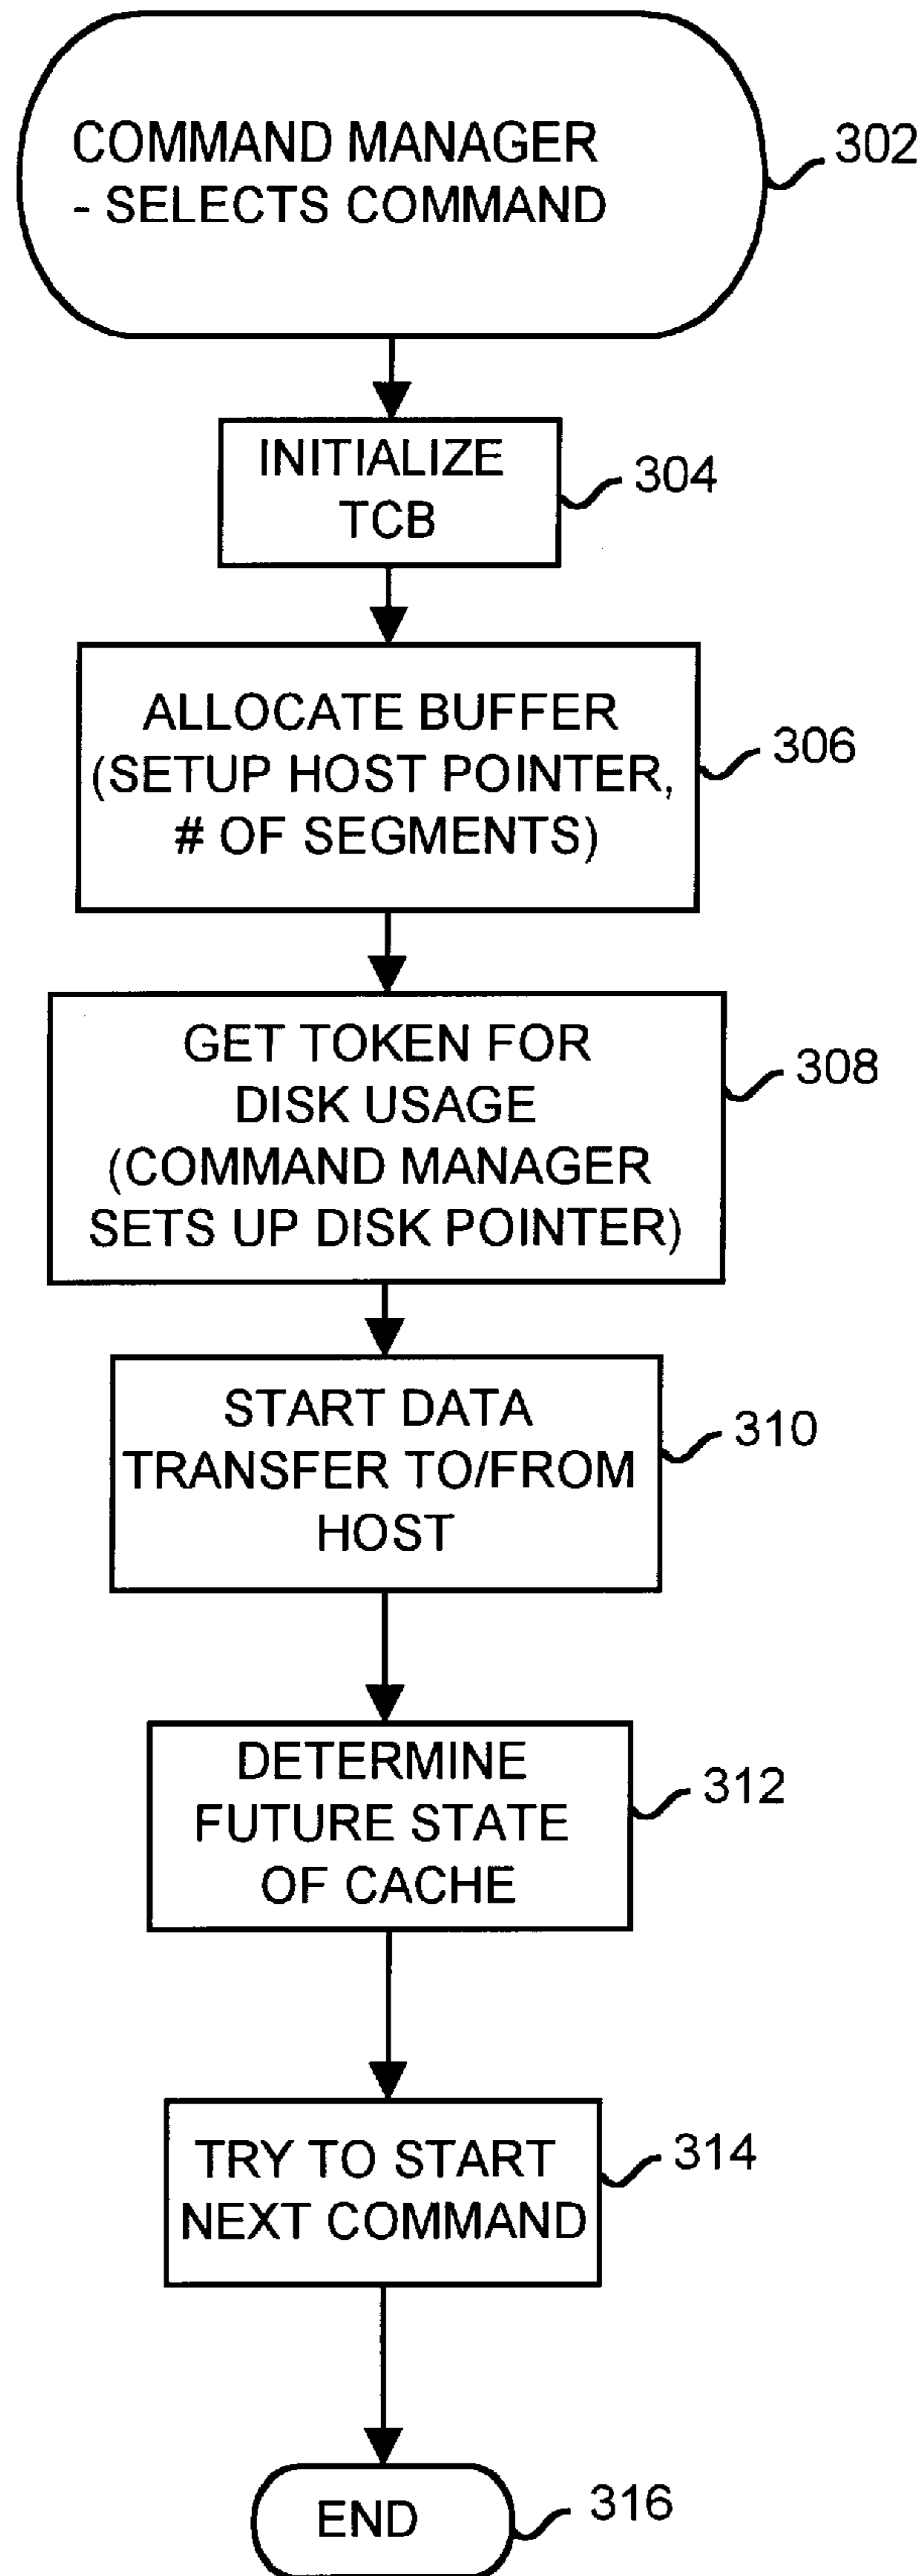 COMMAND MANAGER
- SELECTS COMMAND
302
INITIALIZE
TCB
304
ALLOCATE BUFFER
(SETUP HOST POINTER,
# OF SEGMENTS)
306
GET TOKEN FOR
DISK USAGE
(COMMAND MANAGER
SETS UP DISK POINTER)
308
START DATA
TRANSFER TO/FROM
HOST
310
DETERMINE
FUTURE STATE
OF CACHE
312
TRY TO START
NEXT COMMAND
314
END
316